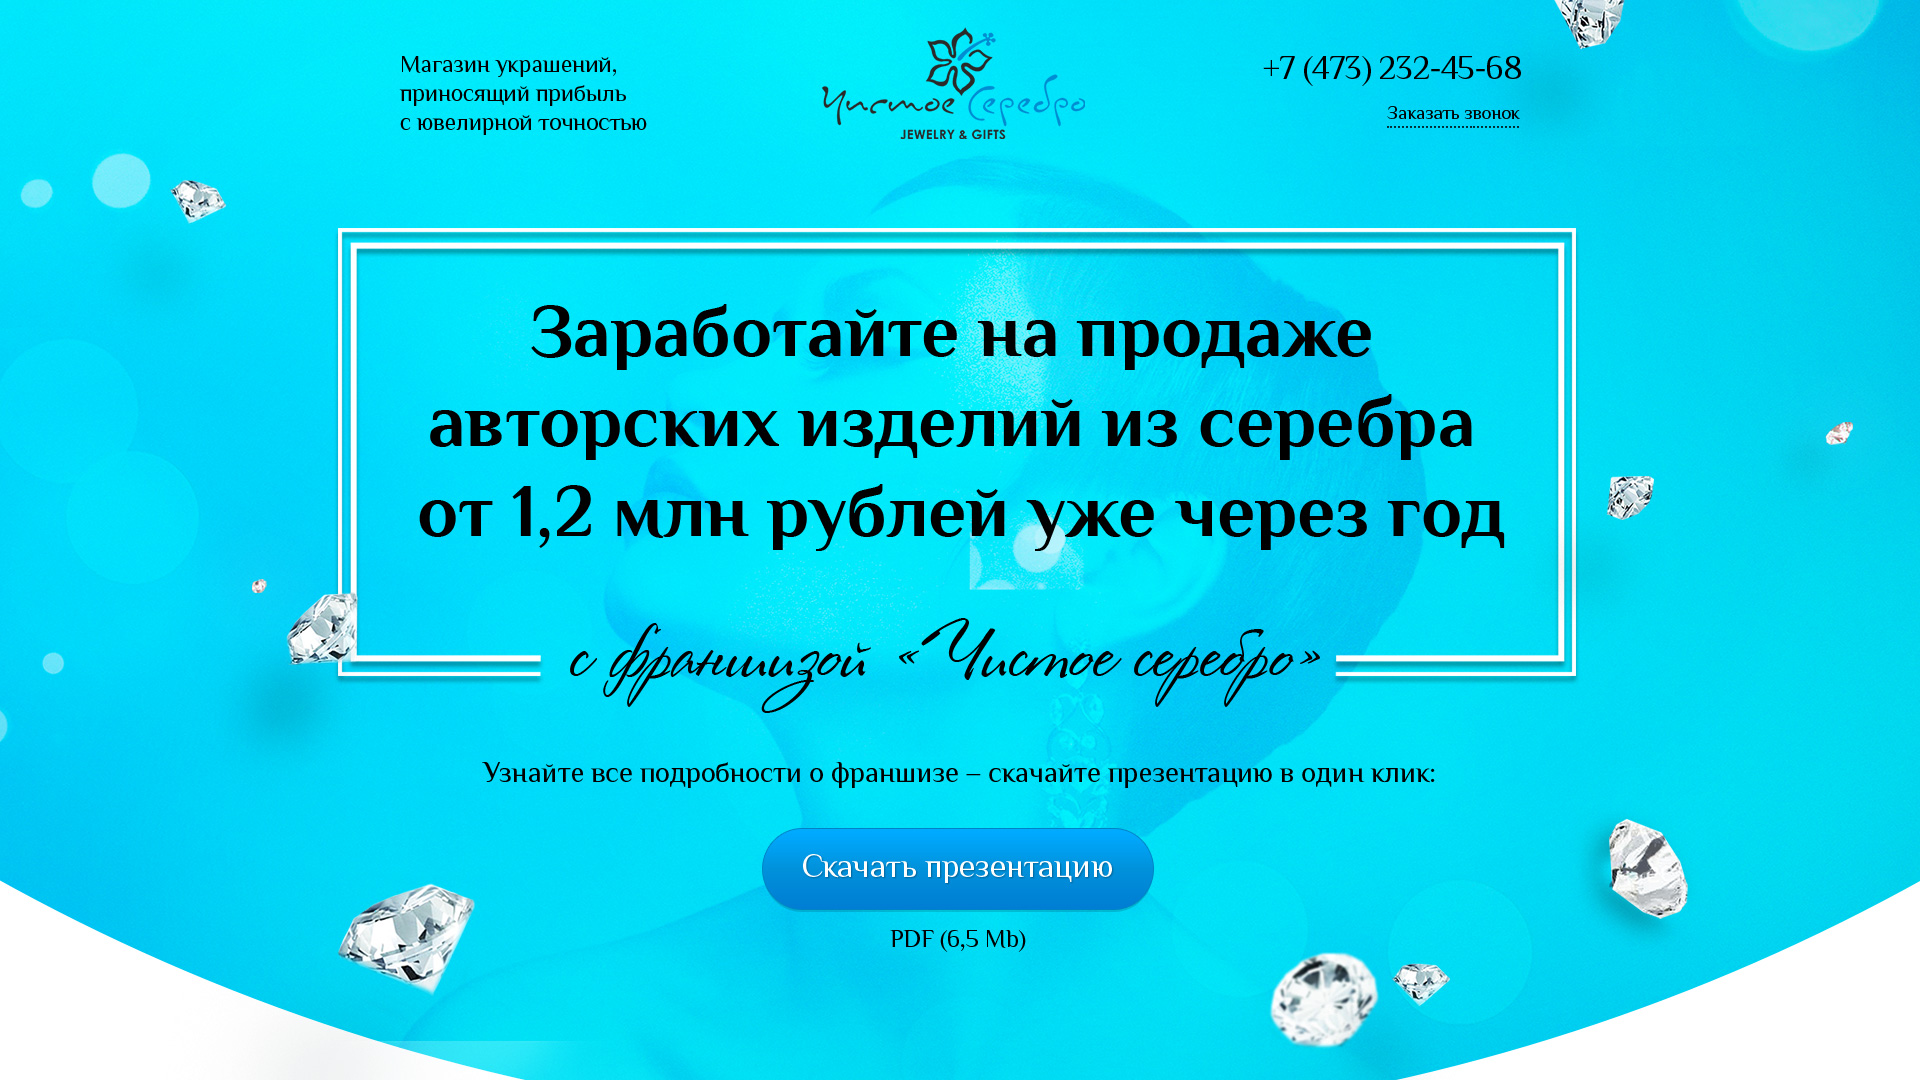 Магазин украшений,
приносящий прибыль
с ювелирной точностью
Чистое Серебро
JEWELRY & GIFTS
+7 (473) 232-45-68
Заказать звонок
Заработайте на продаже
авторских изделий из серебра
от 1,2 млн рублей уже через год
с франшизой «Чистое серебро»
Узнайте все подробности о франшизе – скачайте презентацию в один клик:
Скачать презентацию
PDF (6,5 Mb)